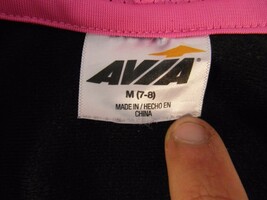 AVIA
M (7-8)
MADE IN / HECHO EN
CHINA